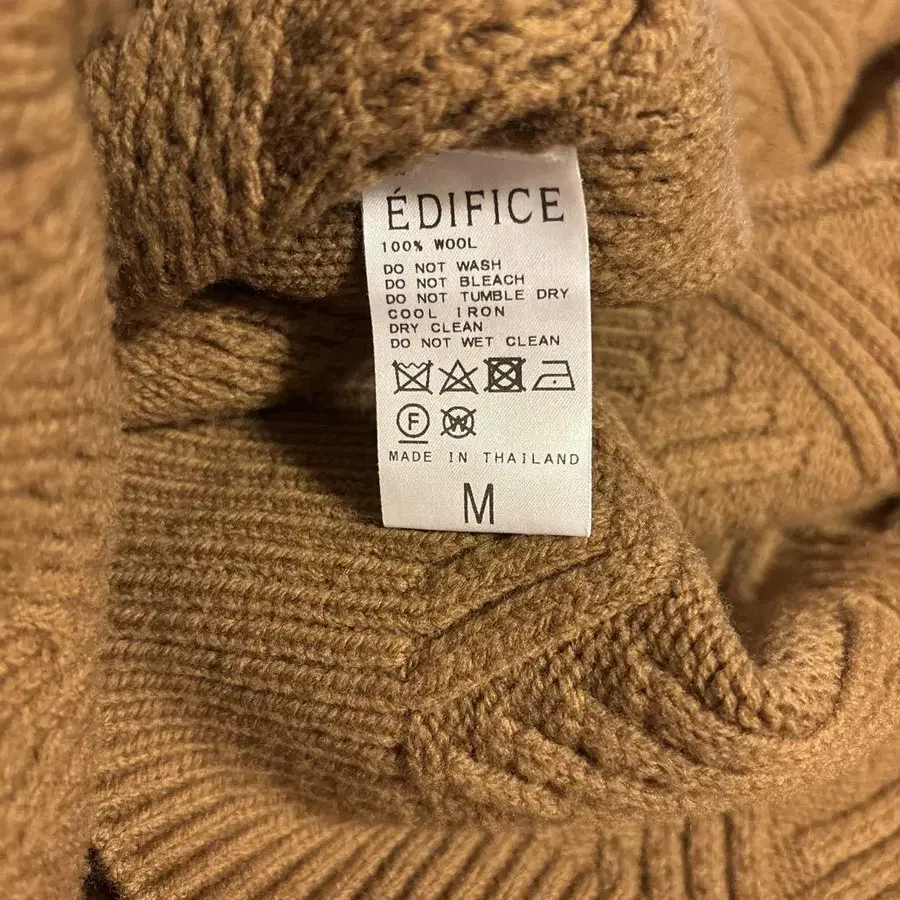 ÉDIFICE
100% WOOL
DO NOT WASH
DO NOT BLEACH
DO NOT TUMBLE DRY
COOL IRON
DRY CLEAN
DO NOT WET CLEAN
F W
MADE IN THAILAND
M